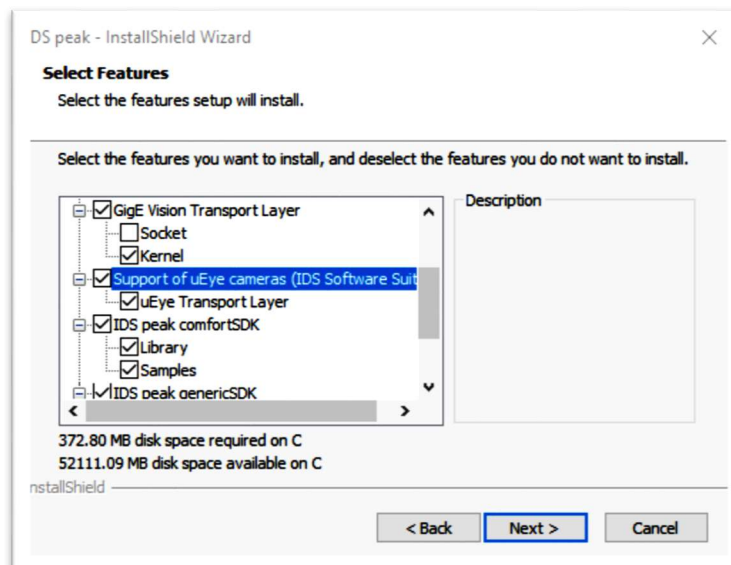 DS peak - InstallShield Wizard
Select Features
Select the features setup will install.
Select the features you want to install, and deselect the features you do not want to install.
GigE Vision Transport Layer
Socket
Kernel
Support of uEye cameras (IDS Software Suit
uEye Transport Layer
IDS peak comfortSDK
Library
Samples
IDS peak genericSDK
Description
372.80 MB disk space required on C
52111.09 MB disk space available on C
nstallShield
< Back
Next >
Cancel